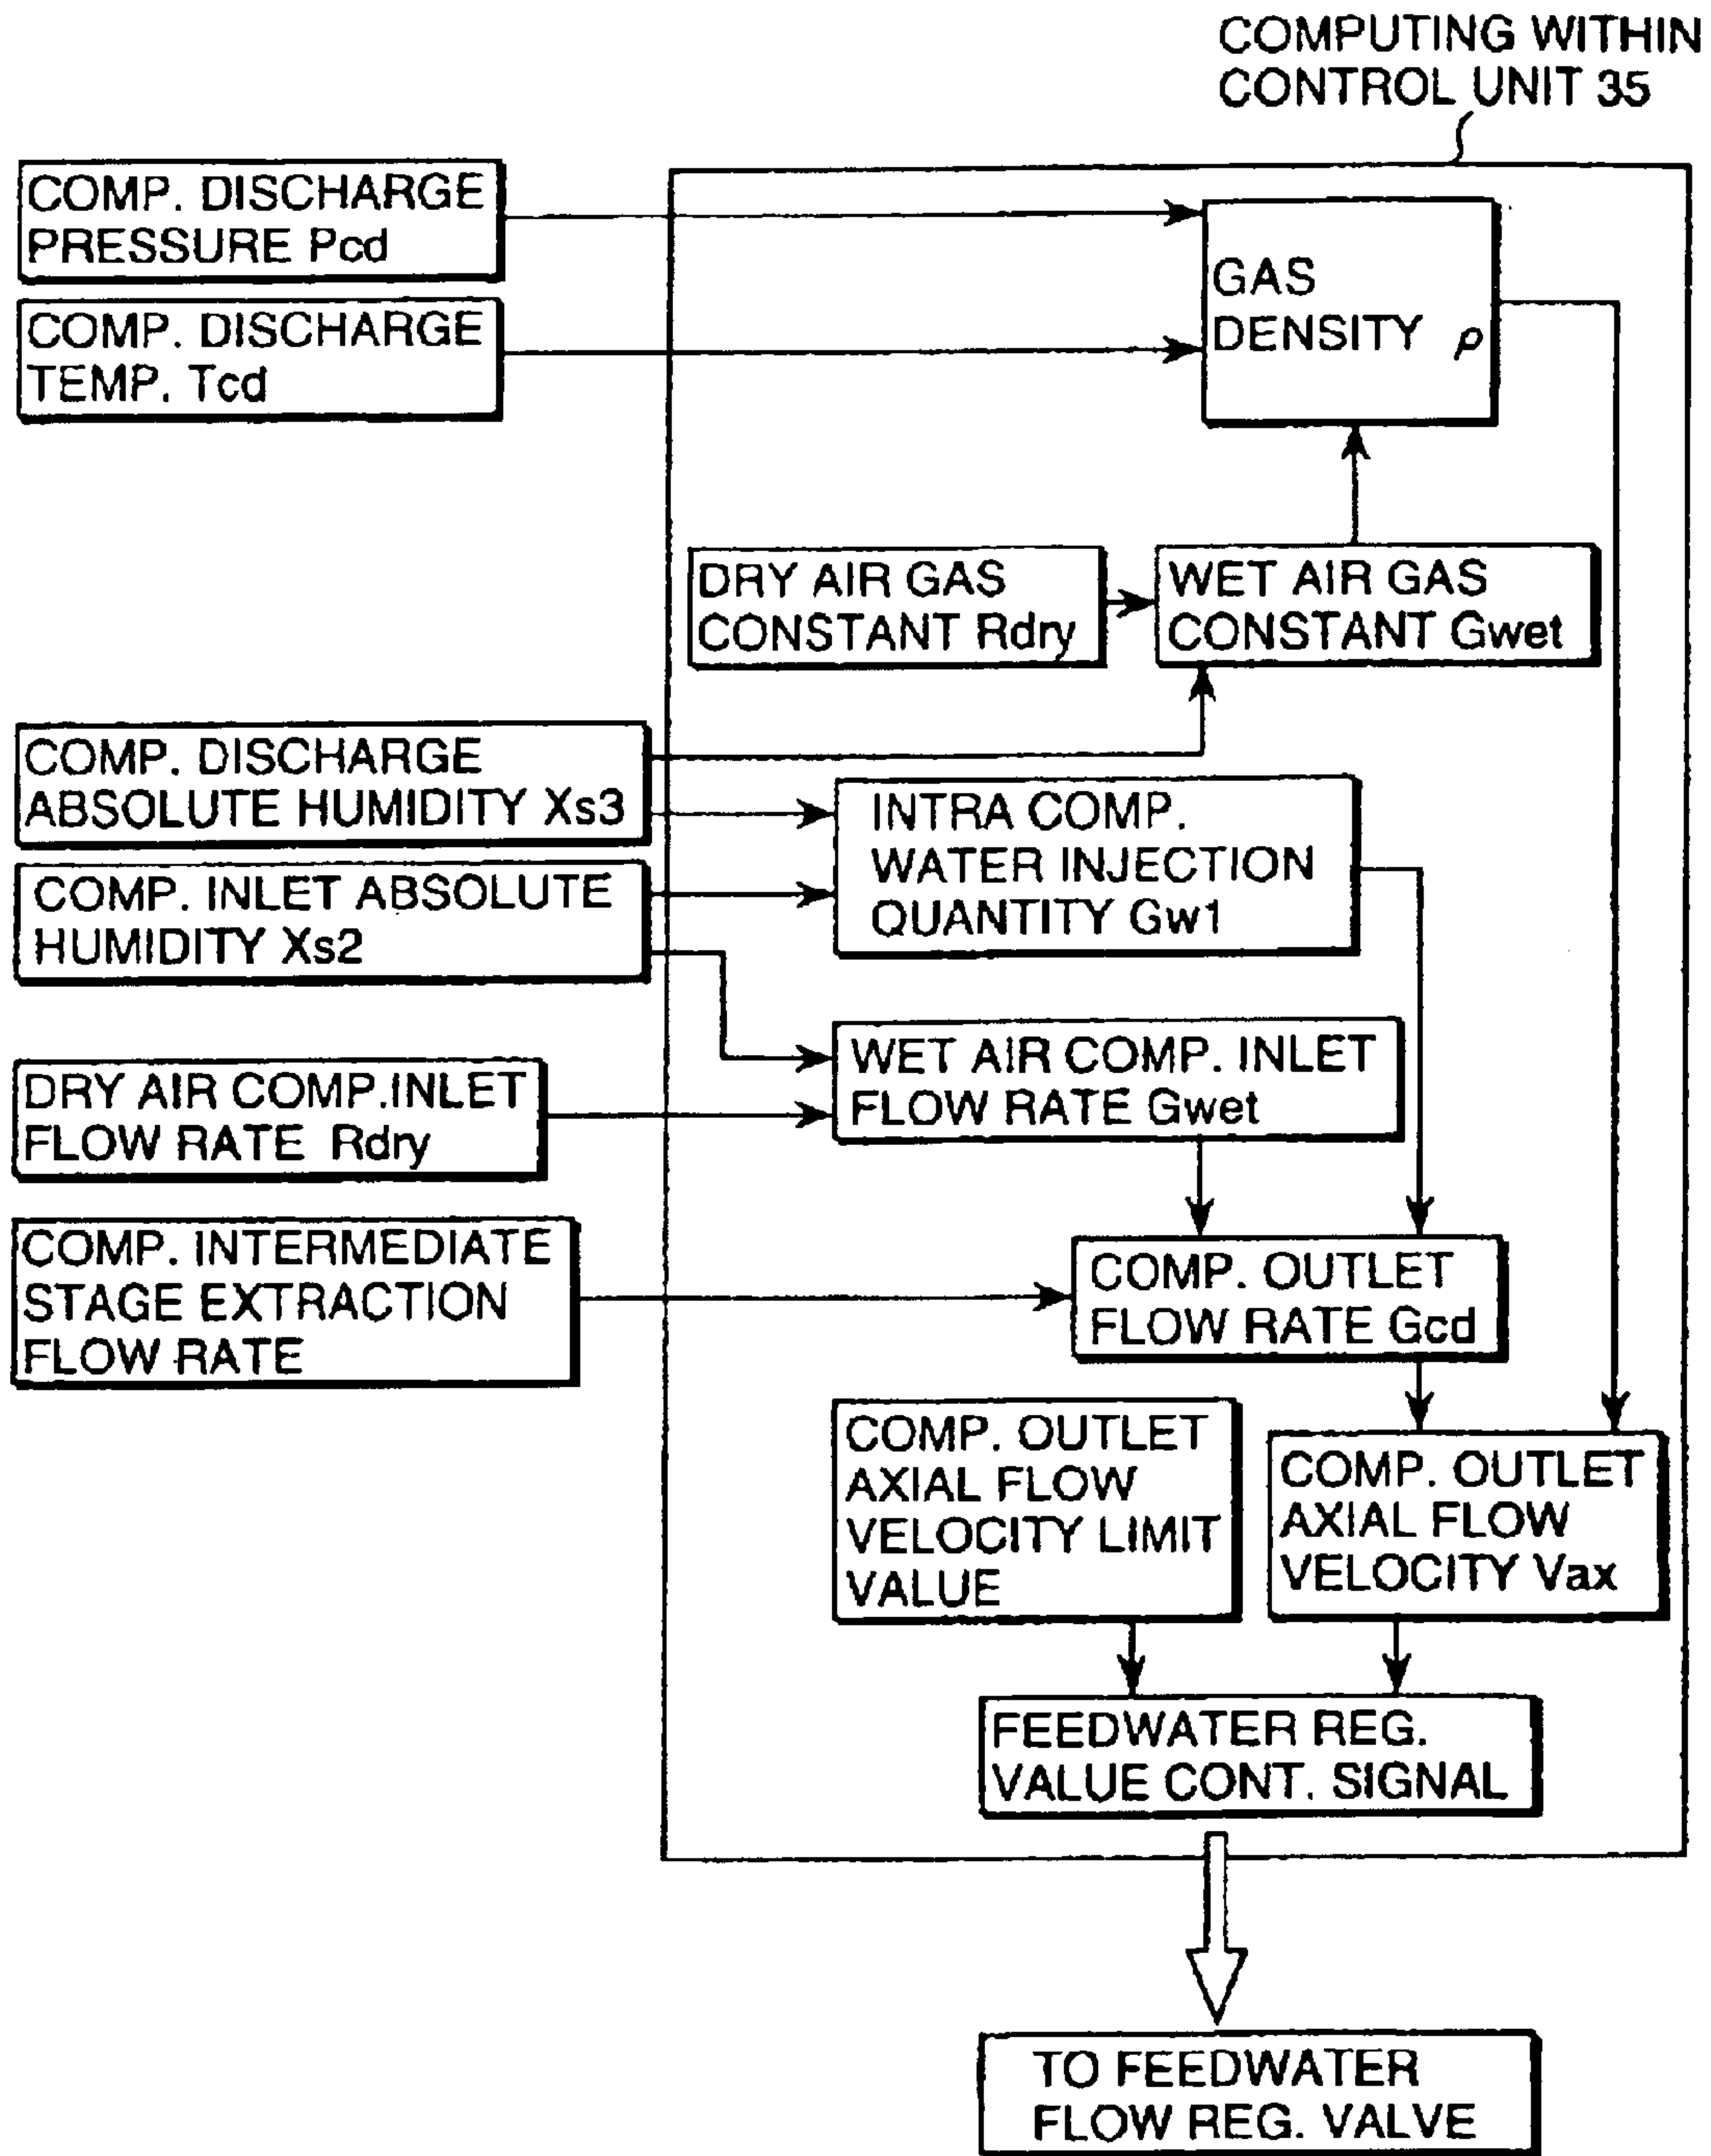 COMPUTING WITHIN
CONTROL UNIT 35
COMP. DISCHARGE
PRESSURE Pcd
COMP. DISCHARGE
TEMP. Tcd
GAS
DENSITY ρ
DRY AIR GAS
CONSTANT Rdry
WET AIR GAS
CONSTANT Gwet
COMP. DISCHARGE
ABSOLUTE HUMIDITY Xs3
COMP. INLET ABSOLUTE
HUMIDITY Xs2
INTRA COMP.
WATER INJECTION
QUANTITY Gw1
WET AIR COMP. INLET
FLOW RATE Gwet
DRY AIR COMP.INLET
FLOW RATE Rdry
COMP. INTERMEDIATE
STAGE EXTRACTION
FLOW RATE
COMP. OUTLET
FLOW RATE Gcd
COMP. OUTLET
AXIAL FLOW
VELOCITY LIMIT
VALUE
COMP. OUTLET
AXIAL FLOW
VELOCITY Vax
FEEDWATER REG.
VALUE CONT. SIGNAL
TO FEEDWATER
FLOW REG. VALVE